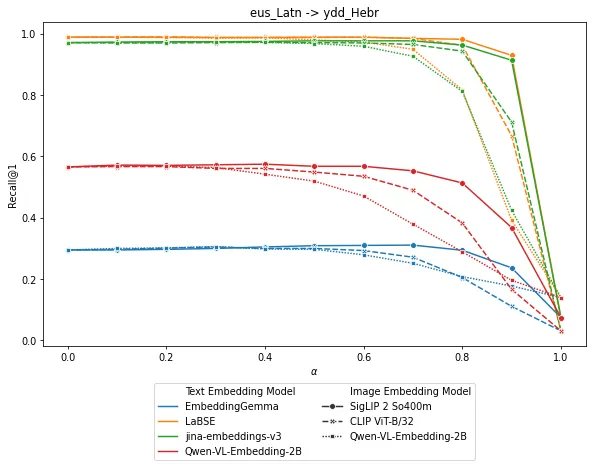 eus_Latn -> ydd_Hebr
Recall@1
1.0
0.8
0.6
0.4
0.2
0.0
0.0 0.2 0.4 0.6 0.8 1.0
α
Text Embedding Model
EmbeddingGemma
LaBSE
jina-embeddings-v3
Qwen-VL-Embedding-2B
Image Embedding Model
SigLIP 2 So400m
CLIP ViT-B/32
Qwen-VL-Embedding-2B